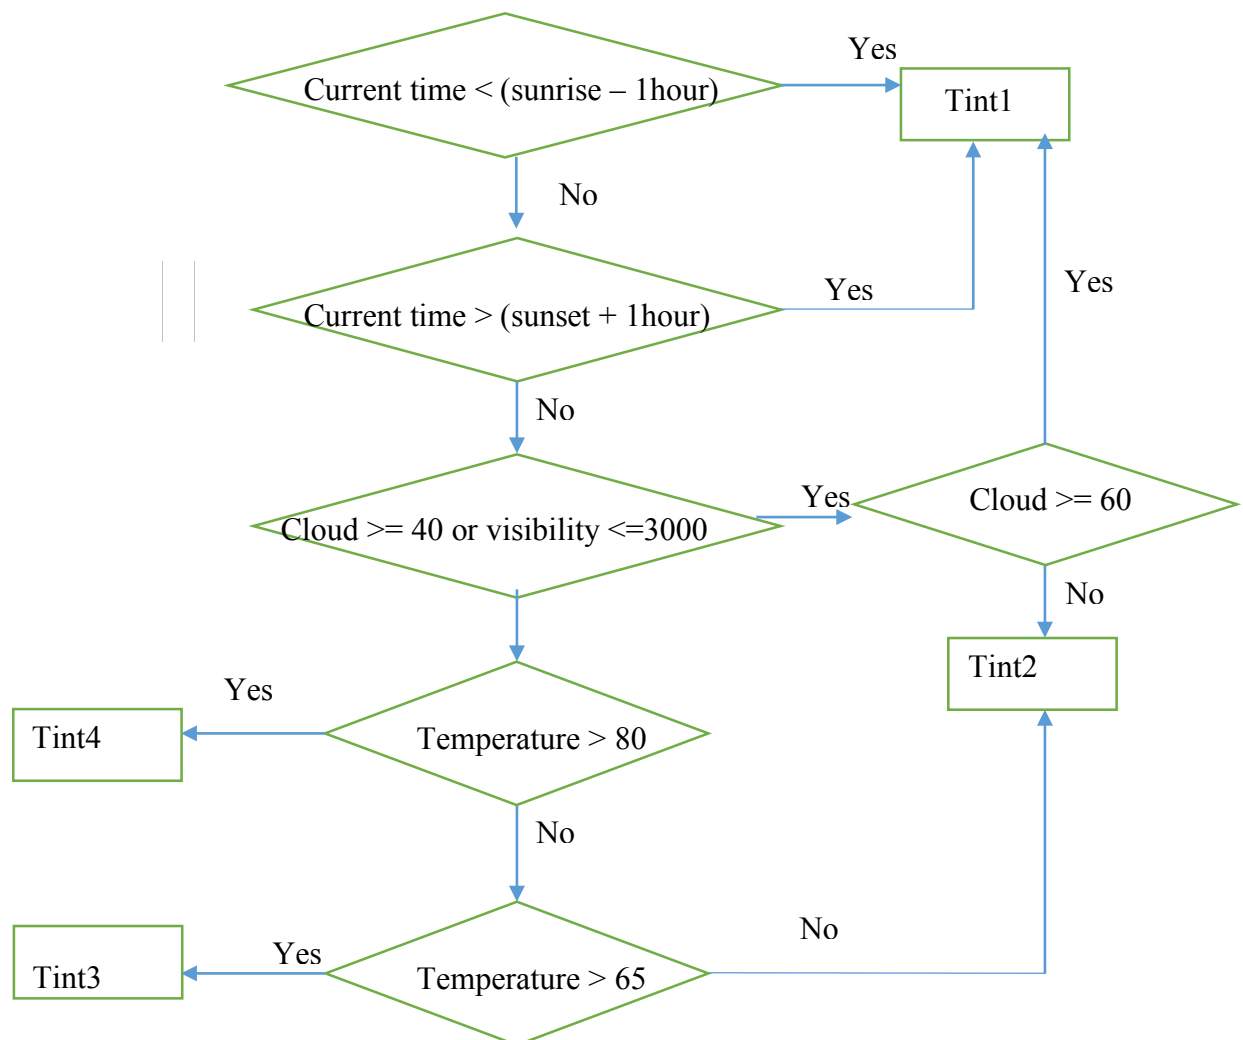 Yes
Current time < (sunrise – 1hour)
Tint1
No
Yes
Yes
Current time > (sunset + 1hour)
No
Yes
Cloud >= 60
Cloud >= 40 or visibility <=3000
No
Tint2
Yes
Tint4
Temperature > 80
No
No
Yes
Tint3
Temperature > 65